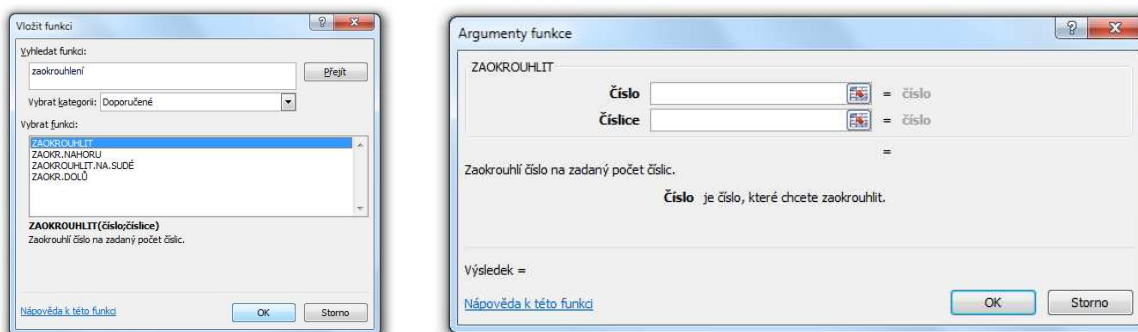 Vložit funkci
Vyhledat funkci:
zaokrouhlení
Přejít
Vybrat kategorii: Doporučené
Vybrat funkci:
ZAOKROUHLIT
ZAOKR.NAHORU
ZAOKROUHLIT.NA.SUDÉ
ZAOKR.DOLŮ
ZAOKROUHLIT(číslo;číslice)
Zaokrouhlí číslo na zadaný počet číslic.
Nápověda k této funkci
OK
Storno
Argumenty funkce
ZAOKROUHLIT
Číslo = číslo
Číslice = číslo
=
Zaokrouhlí číslo na zadaný počet číslic.
Číslo je číslo, které chcete zaokrouhlit.
Výsledek =
Nápověda k této funkci
OK
Storno